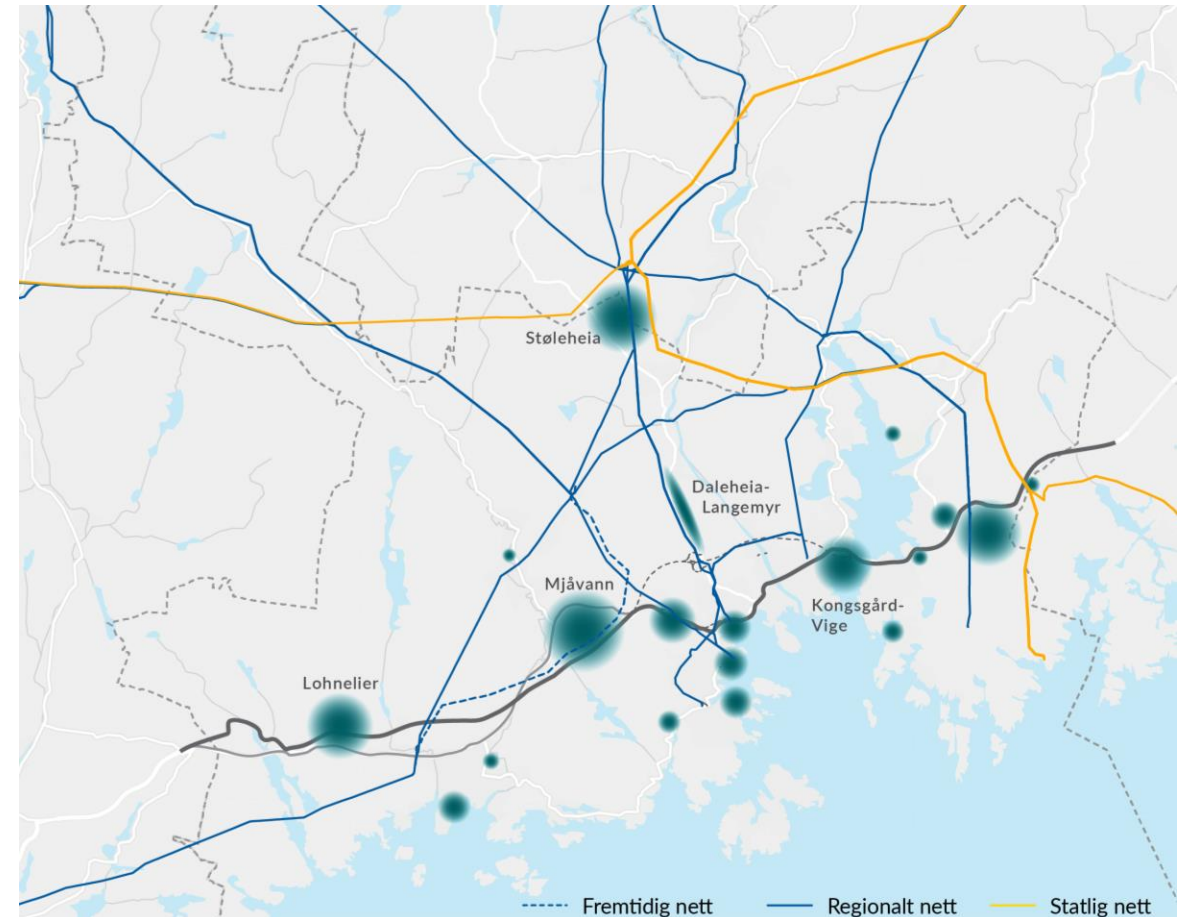 Støleheia
Daleheia-
Langemyr
Mjåvann
Kongsgård-
Vige
Lohnelier
Fremtidig nett
Regionalt nett
Statlig nett